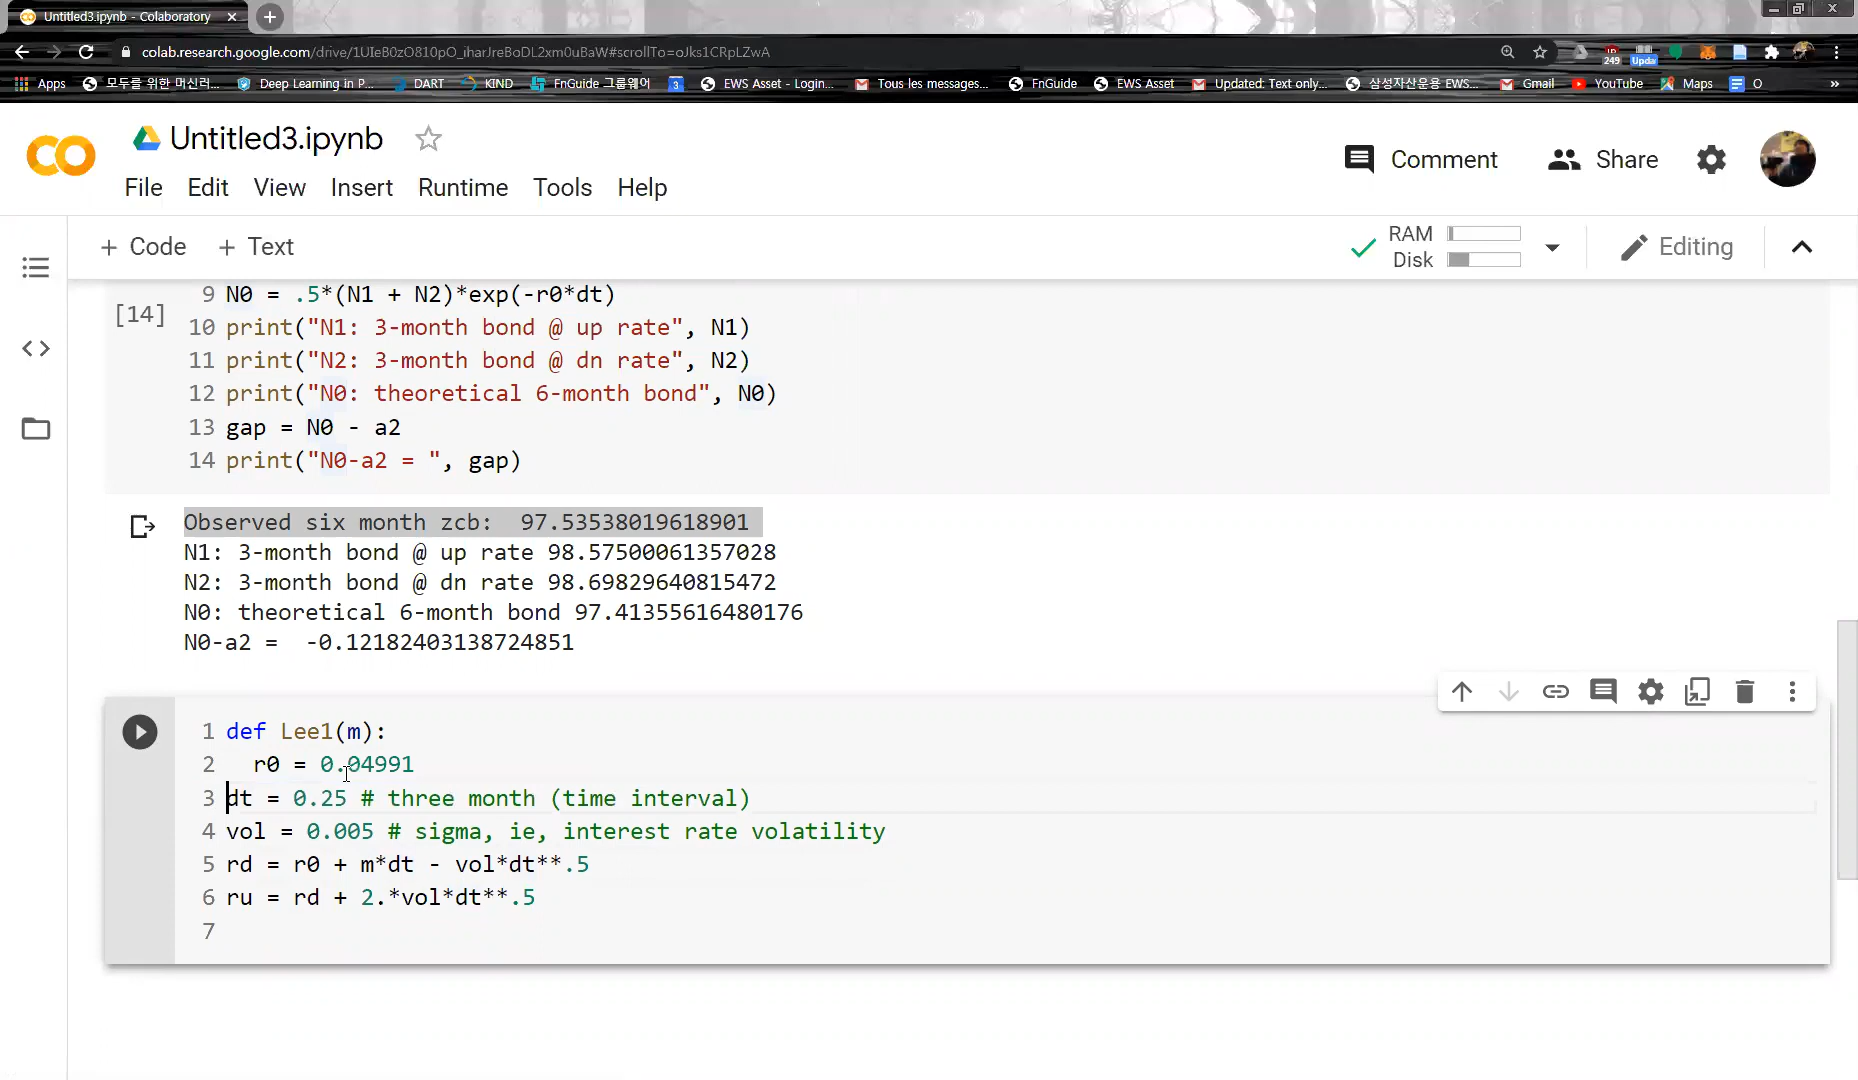 Untitled3.ipynb - Colaboratory
colab.research.google.com/drive/1UIeB0zO810pO_iharJreBoDL2xm0uBaW#scrollTo=oJks1CRpLZwA
249
Upda
Apps 모두를 위한 머신러... Deep Learning in P... DART KIND FnGuide 그룹웨어 3 EWS Asset - Login... Tous les messages... FnGuide EWS Asset Updated: Text only... 삼성자산운용 EWS... Gmail YouTube Maps O »
CO Untitled3.ipynb
Comment Share
File Edit View Insert Runtime Tools Help
+ Code + Text
RAM
Disk
Editing
[14]
9 N0 = .5*(N1 + N2)*exp(-r0*dt)
10 print("N1: 3-month bond @ up rate", N1)
11 print("N2: 3-month bond @ dn rate", N2)
12 print("N0: theoretical 6-month bond", N0)
13 gap = N0 - a2
14 print("N0-a2 = ", gap)
Observed six month zcb:  97.53538019618901
N1: 3-month bond @ up rate 98.57500061357028
N2: 3-month bond @ dn rate 98.69829640815472
N0: theoretical 6-month bond 97.41355616480176
N0-a2 =  -0.12182403138724851
1 def Lee1(m):
2   r0 = 0.04991
3 dt = 0.25 # three month (time interval)
4 vol = 0.005 # sigma, ie, interest rate volatility
5 rd = r0 + m*dt - vol*dt**.5
6 ru = rd + 2.*vol*dt**.5
7